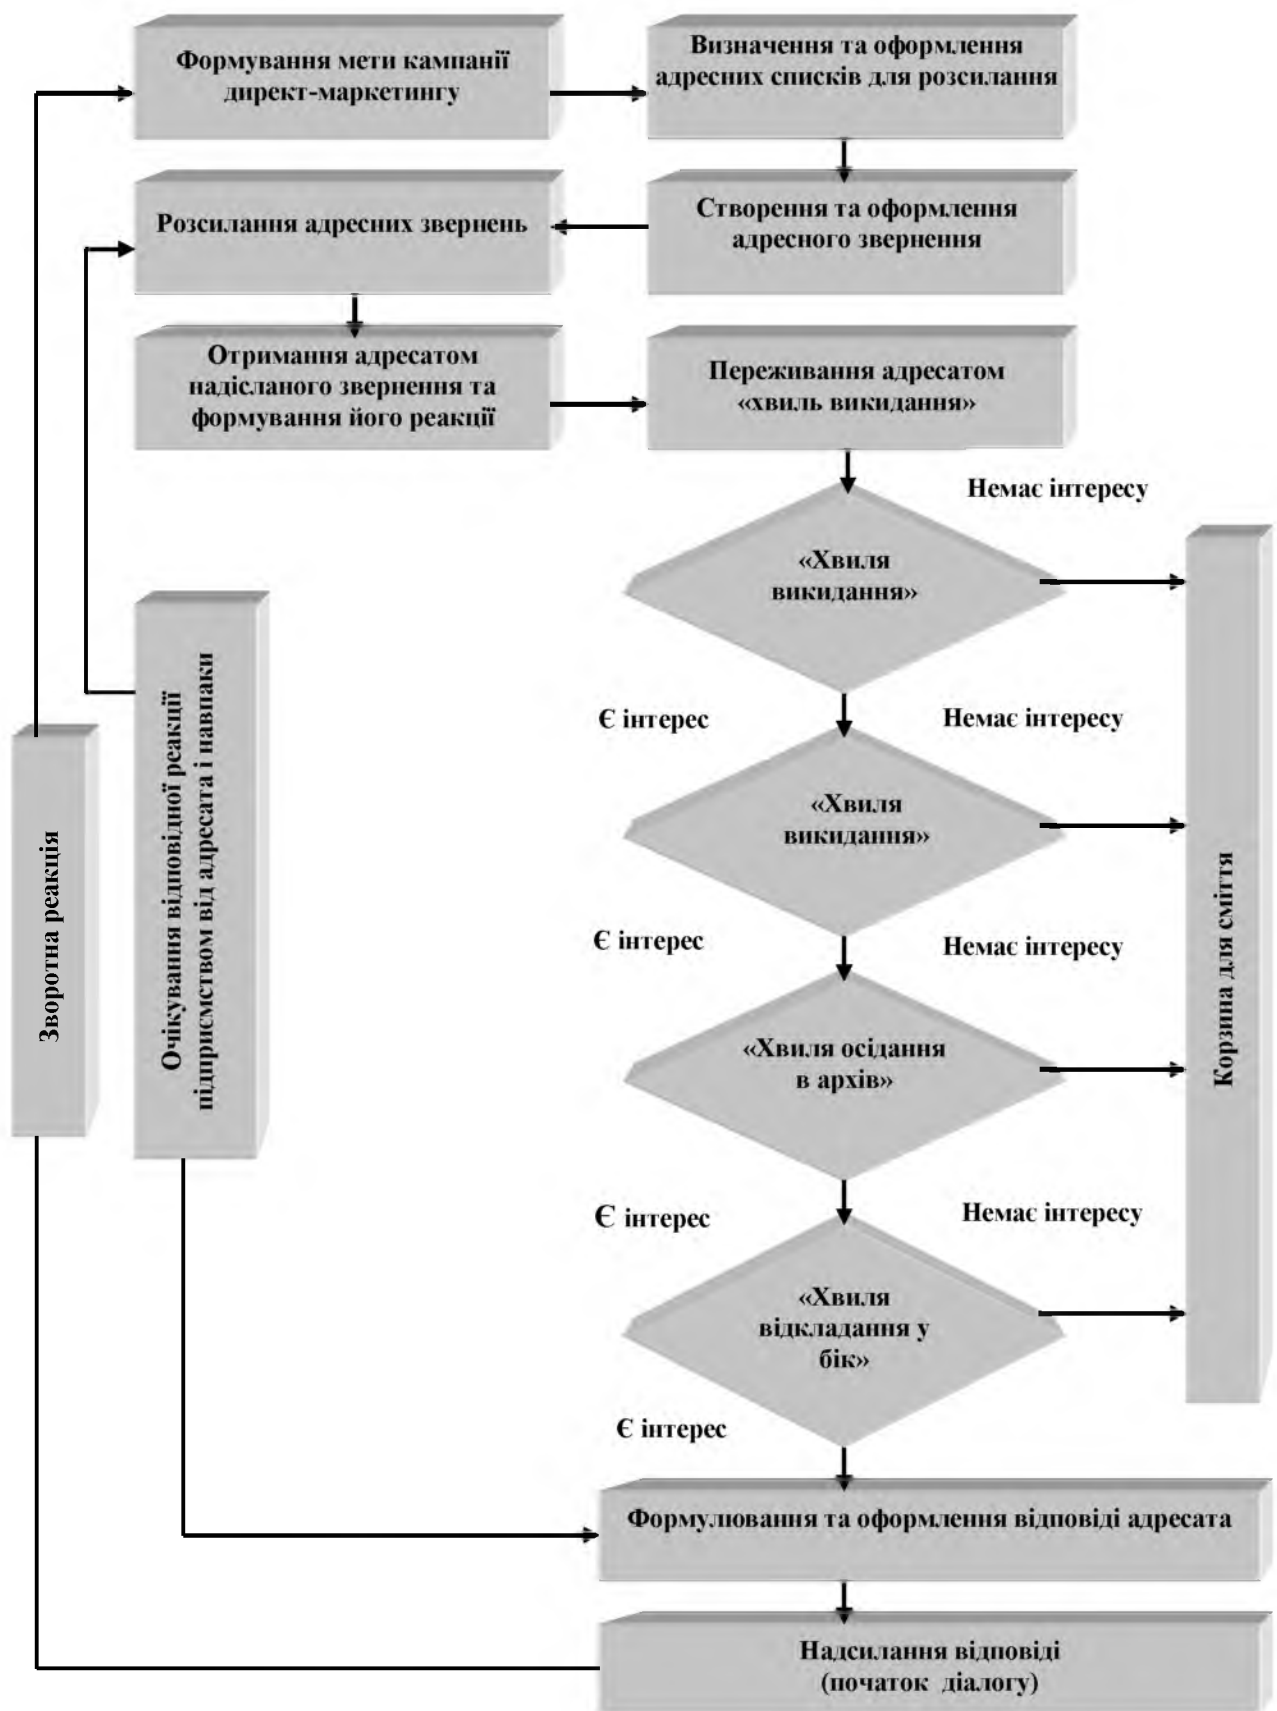 Формування мети кампанії
директ-маркетингу
Визначення та оформлення
адресних списків для розсилання
Розсилання адресних звернень
Створення та оформлення
адресного звернення
Отримання адресатом
надісланого звернення та
формування його реакції
Переживання адресатом
«хвиль викидання»
Немає інтересу
«Хвиля
викидання»
Є інтерес
Немає інтересу
«Хвиля
викидання»
Є інтерес
Немає інтересу
«Хвиля осідання
в архів»
Є інтерес
Немає інтересу
«Хвиля
відкладання у
бік»
Є інтерес
Корзина для сміття
Зворотна реакція
Очікування відповідної реакції
підприємством від адресата і навпаки
Формулювання та оформлення відповіді адресата
Надсилання відповіді
(початок діалогу)